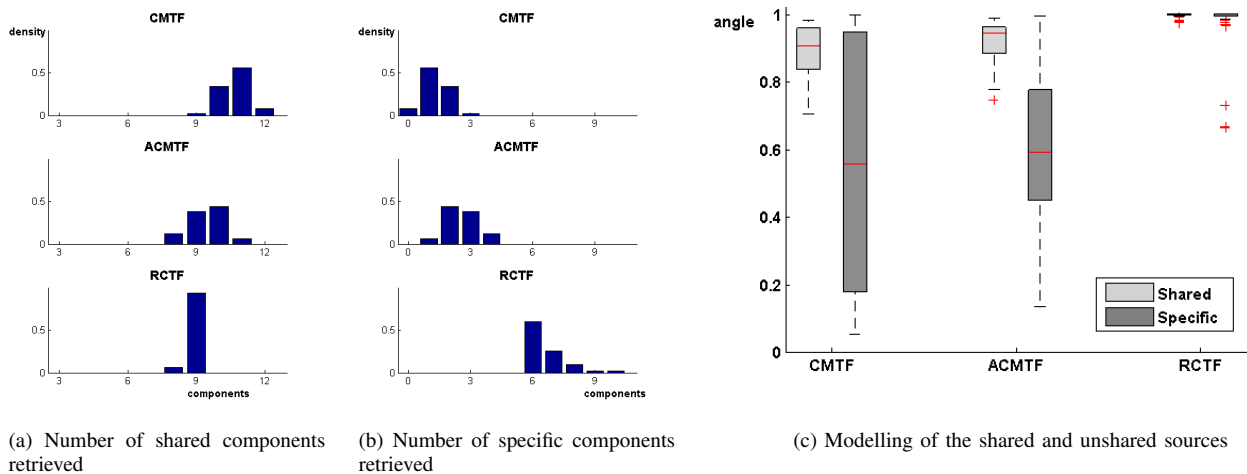 CMTF
density
0.5
0
3 6 9 12
ACMTF
0.5
0
3 6 9 12
RCTF
0.5
0
3 6 9 12
components
(a) Number of shared components
retrieved
CMTF
density
0.5
0
0 3 6 9
ACMTF
0.5
0
0 3 6 9
RCTF
0.5
0
0 3 6 9
components
(b) Number of specific components
retrieved
angle
1
0.8
0.6
0.4
0.2
0
Shared
Specific
CMTF ACMTF RCTF
(c) Modelling of the shared and unshared sources